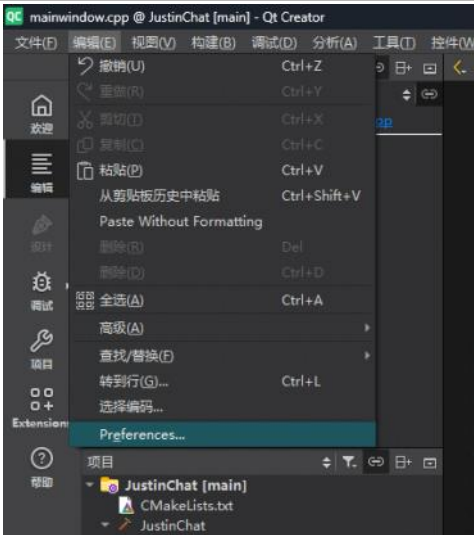 QC mainwindow.cpp @ JustinChat [main] - Qt Creator
文件(F) 编辑(E) 视图(V) 构建(B) 调试(D) 分析(A) 工具(T) 控件(W
撤销(U) Ctrl+Z
重做(R) Ctrl+Y
剪切(T) Ctrl+X
复制(C) Ctrl+C
粘贴(P) Ctrl+V
从剪贴板历史中粘贴 Ctrl+Shift+V
Paste Without Formatting
删除(R) Del
删除(D) Ctrl+D
全选(A) Ctrl+A
高级(A)
查找/替换(F)
转到行(G)... Ctrl+L
选择编码...
Preferences...
pp
欢迎
编辑
设计
调试
项目
Extension
帮助
项目
JustinChat [main]
CMakeLists.txt
JustinChat